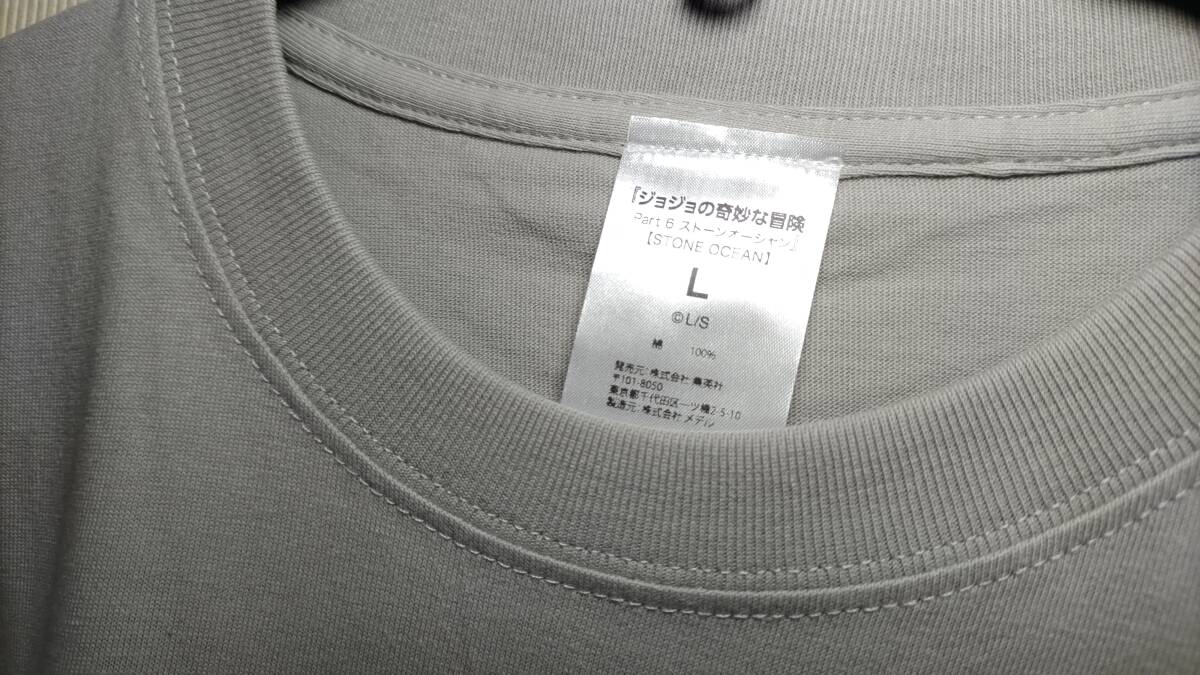 『ジョジョの奇妙な冒険
Part 6 ストーンオーシャン』
【STONE OCEAN】
L
©L/S
綿 100%
発売元:株式会社 集英社
〒101-8050
東京都千代田区一ツ橋2-5-10
製造元:株式会社 メデル